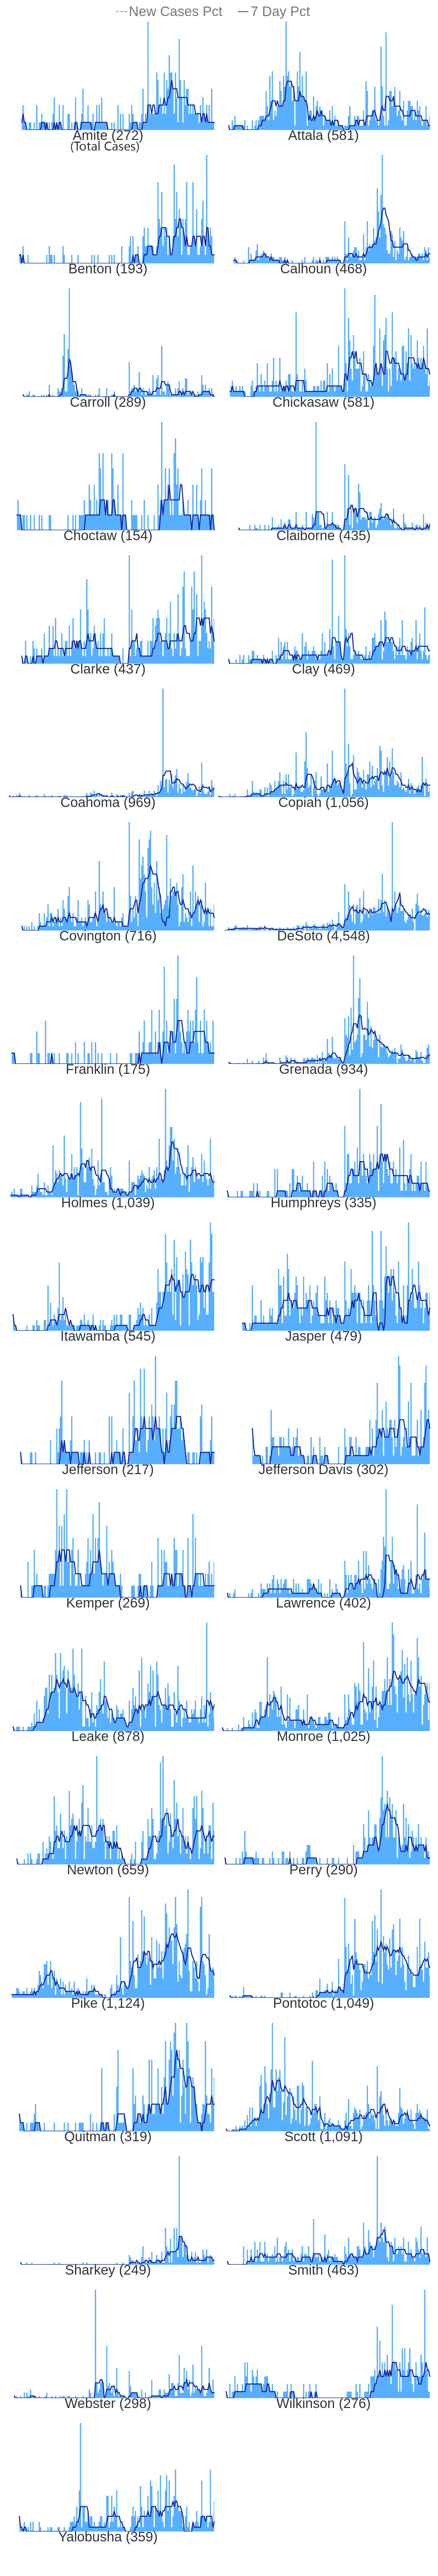 New Cases Pct 7 Day Pct
Amite (272) Attala (581)
(Total Cases)
Benton (193) Calhoun (468)
Carroll (289) Chickasaw (581)
Choctaw (154) Claiborne (435)
Clarke (437) Clay (469)
Coahoma (969) Copiah (1,056)
Covington (716) DeSoto (4,548)
Franklin (175) Grenada (934)
Holmes (1,039) Humphreys (335)
Itawamba (545) Jasper (479)
Jefferson (217) Jefferson Davis (302)
Kemper (269) Lawrence (402)
Leake (878) Monroe (1,025)
Newton (659) Perry (290)
Pike (1,124) Pontotoc (1,049)
Quitman (319) Scott (1,091)
Sharkey (249) Smith (463)
Webster (298) Wilkinson (276)
Yalobusha (359)